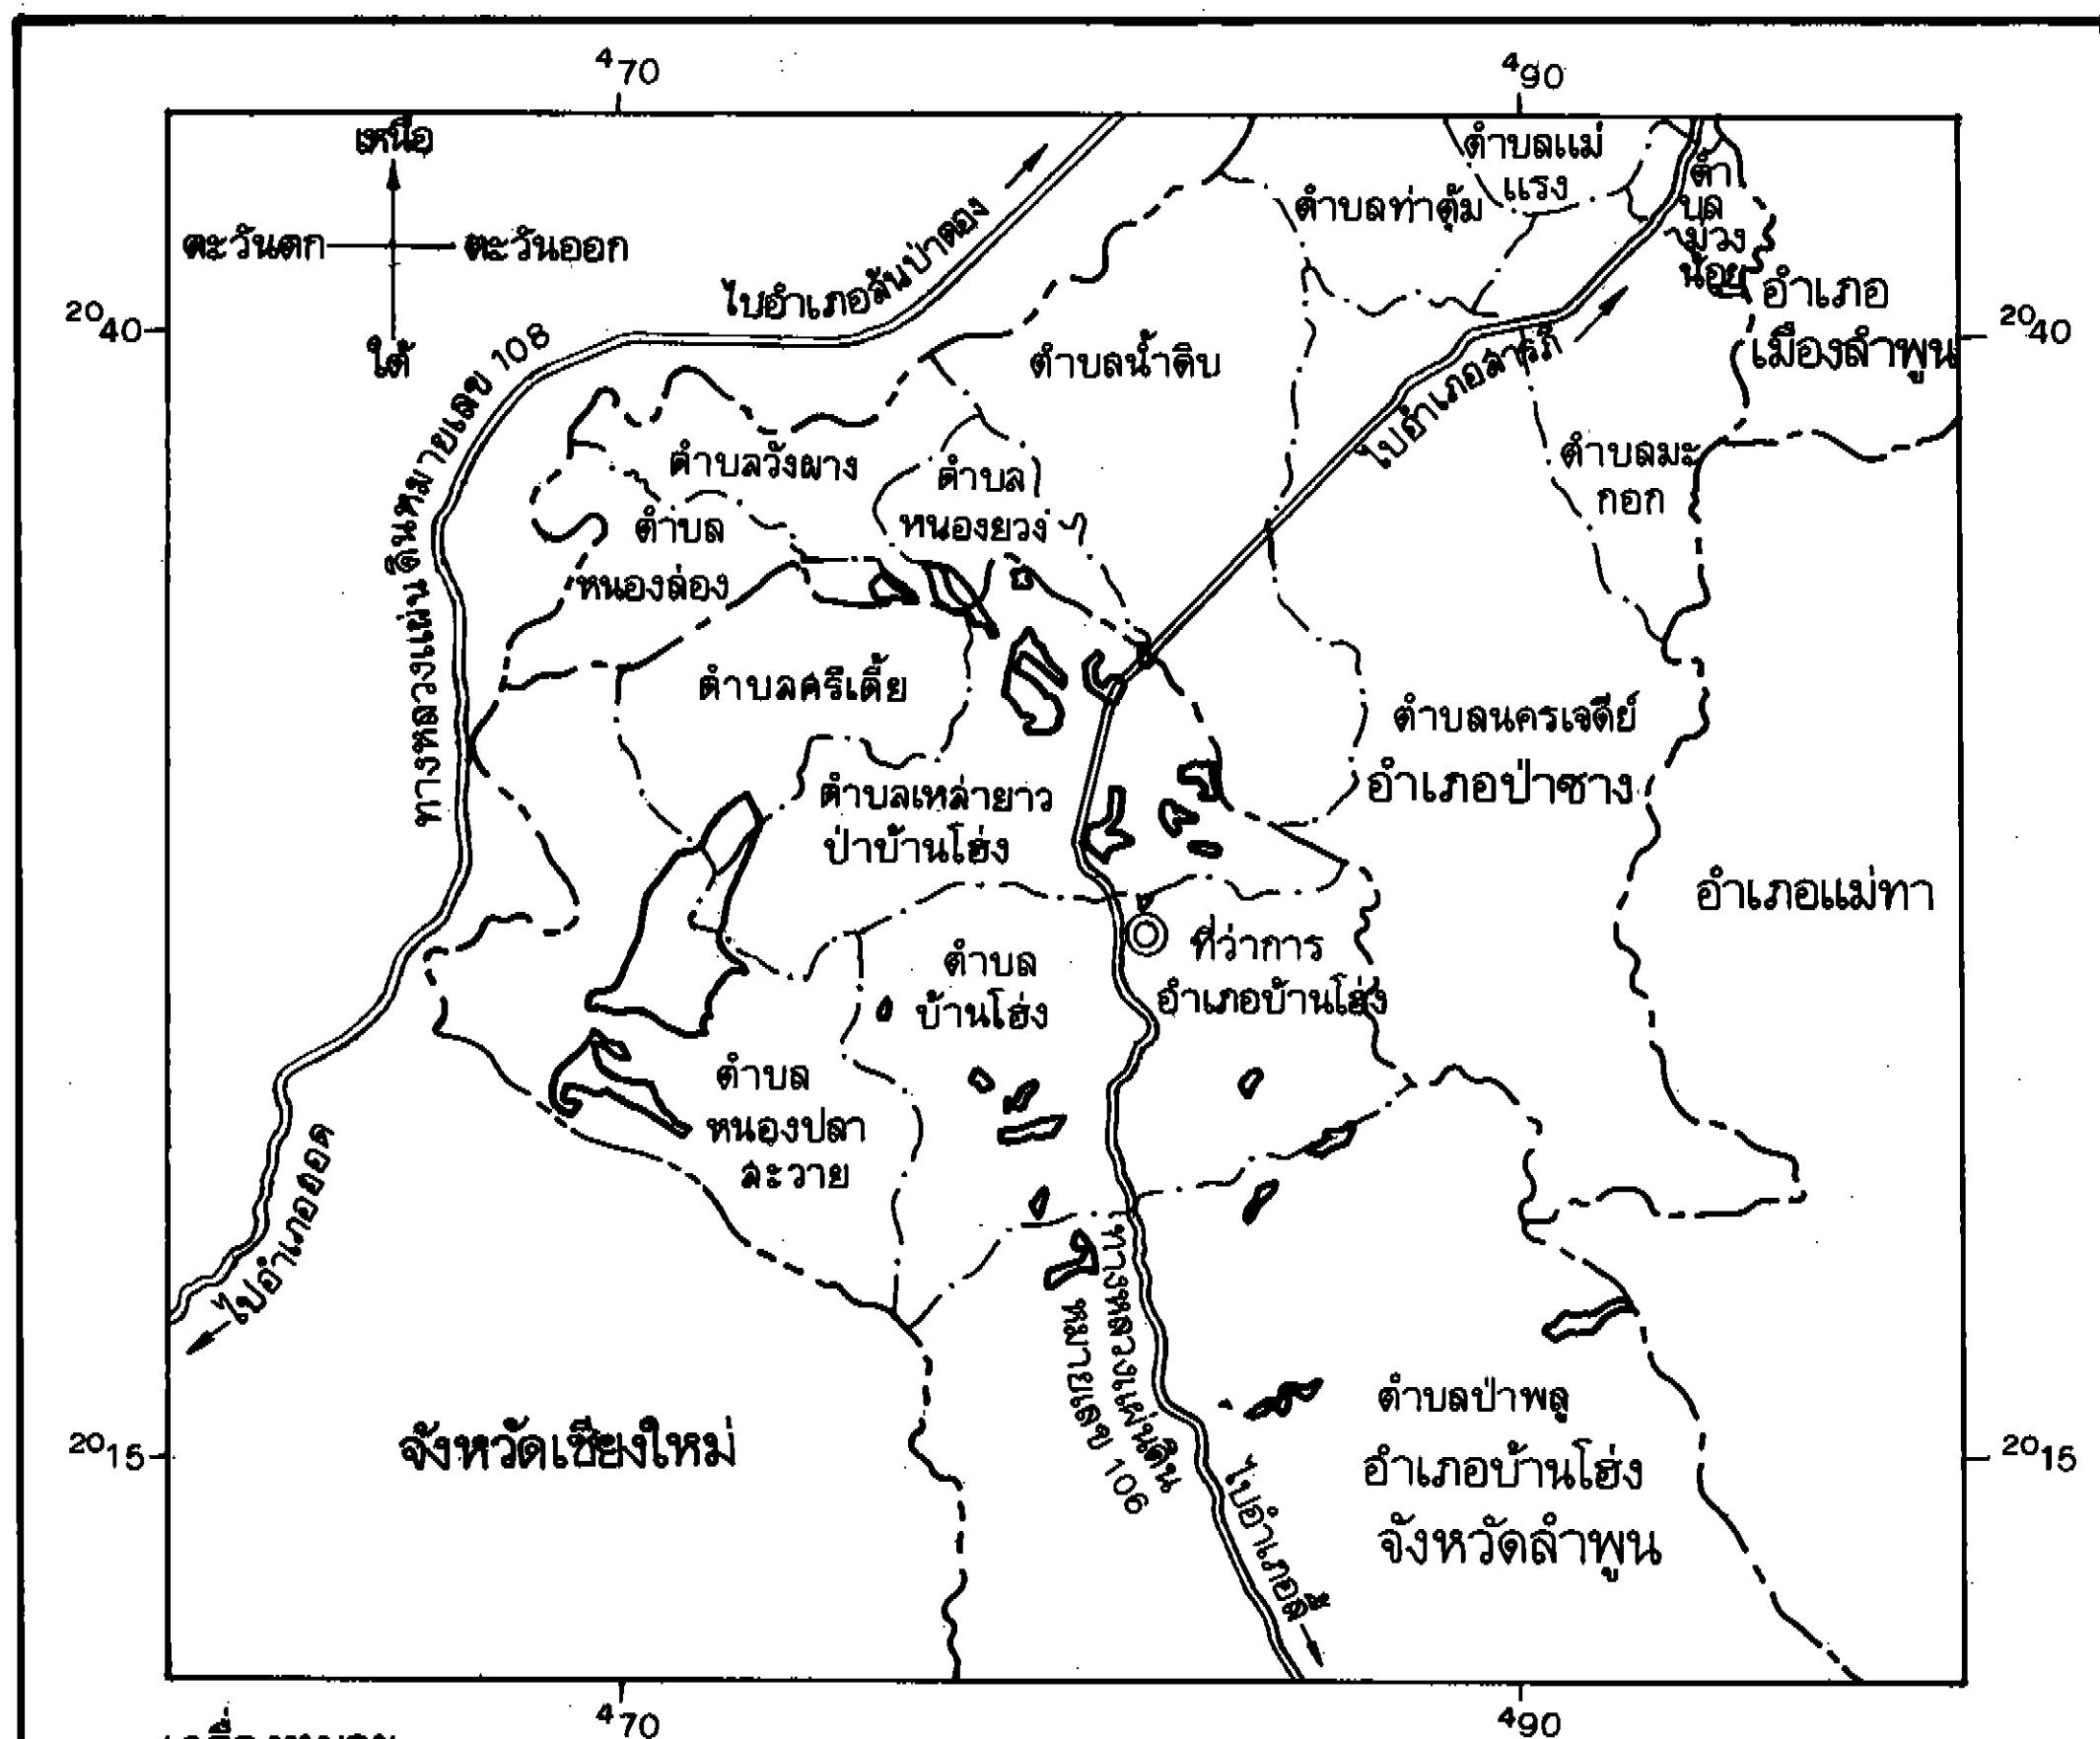 470
490
เหนือ
ตะวันตก
ตะวันออก
ใต้
2040
2040
ไปอำเภอสันป่าตอง
ทางหลวงแผ่นดินหมายเลข 108
ไปอำเภอฮอด
ตำบลแม่
แรง
ตำบลท่าตุ้ม
ตำ
บล
ม่วง
น้อย
อำเภอ
เมืองลำพูน
ตำบลน้ำดิบ
ไปอำเภอสารภี
ตำบลวังผาง
ตำบล
หนองยวง
ตำบลมะ
กอก
ตำบล
หนองล่อง
ตำบลศรีเตี้ย
ตำบลนครเจดีย์
อำเภอป่าซาง
ตำบลเหล่ายาว
ป่าบ้านโฮ่ง
อำเภอแม่ทา
ตำบล
บ้านโฮ่ง
ที่ว่าการ
อำเภอบ้านโฮ่ง
ตำบล
หนองปลา
สะวาย
ทางหลวงแผ่นดิน
หมายเลข 106
ไปอำเภอลี้
ตำบลป่าพลู
อำเภอบ้านโฮ่ง
จังหวัดลำพูน
จังหวัดเชียงใหม่
2015
2015
470
490